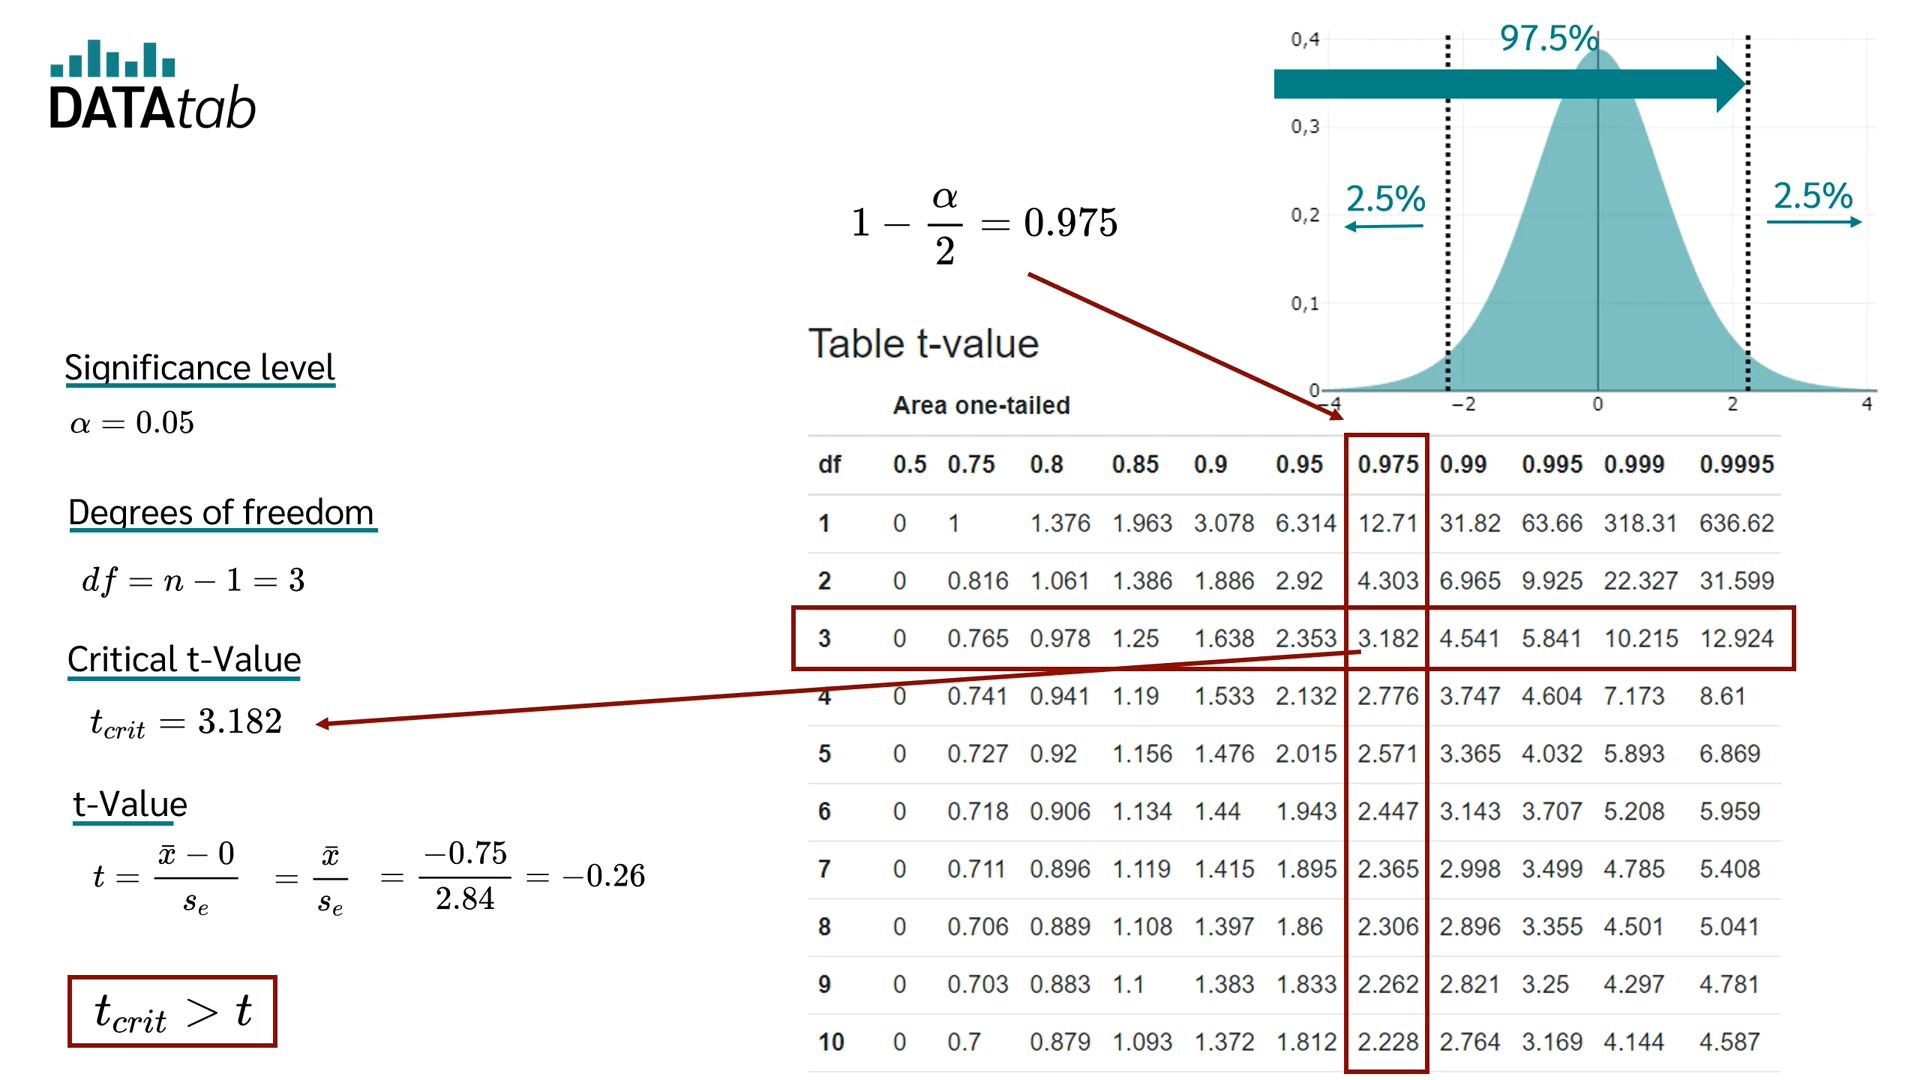 DATAtab
Significance level
α = 0.05
Degrees of freedom
df = n − 1 = 3
Critical t-Value
t_crit = 3.182
t-Value
t = (x̄ − 0)/s_e = x̄/s_e = −0.75/2.84 = −0.26
t_crit > t
1 − α/2 = 0.975
97.5%
2.5%
2.5%
0,4
0,3
0,2
0,1
0
−4 −2 0 2 4
Table t-value
Area one-tailed
df 0.5 0.75 0.8 0.85 0.9 0.95 0.975 0.99 0.995 0.999 0.9995
1 0 1 1.376 1.963 3.078 6.314 12.71 31.82 63.66 318.31 636.62
2 0 0.816 1.061 1.386 1.886 2.92 4.303 6.965 9.925 22.327 31.599
3 0 0.765 0.978 1.25 1.638 2.353 3.182 4.541 5.841 10.215 12.924
4 0 0.741 0.941 1.19 1.533 2.132 2.776 3.747 4.604 7.173 8.61
5 0 0.727 0.92 1.156 1.476 2.015 2.571 3.365 4.032 5.893 6.869
6 0 0.718 0.906 1.134 1.44 1.943 2.447 3.143 3.707 5.208 5.959
7 0 0.711 0.896 1.119 1.415 1.895 2.365 2.998 3.499 4.785 5.408
8 0 0.706 0.889 1.108 1.397 1.86 2.306 2.896 3.355 4.501 5.041
9 0 0.703 0.883 1.1 1.383 1.833 2.262 2.821 3.25 4.297 4.781
10 0 0.7 0.879 1.093 1.372 1.812 2.228 2.764 3.169 4.144 4.587